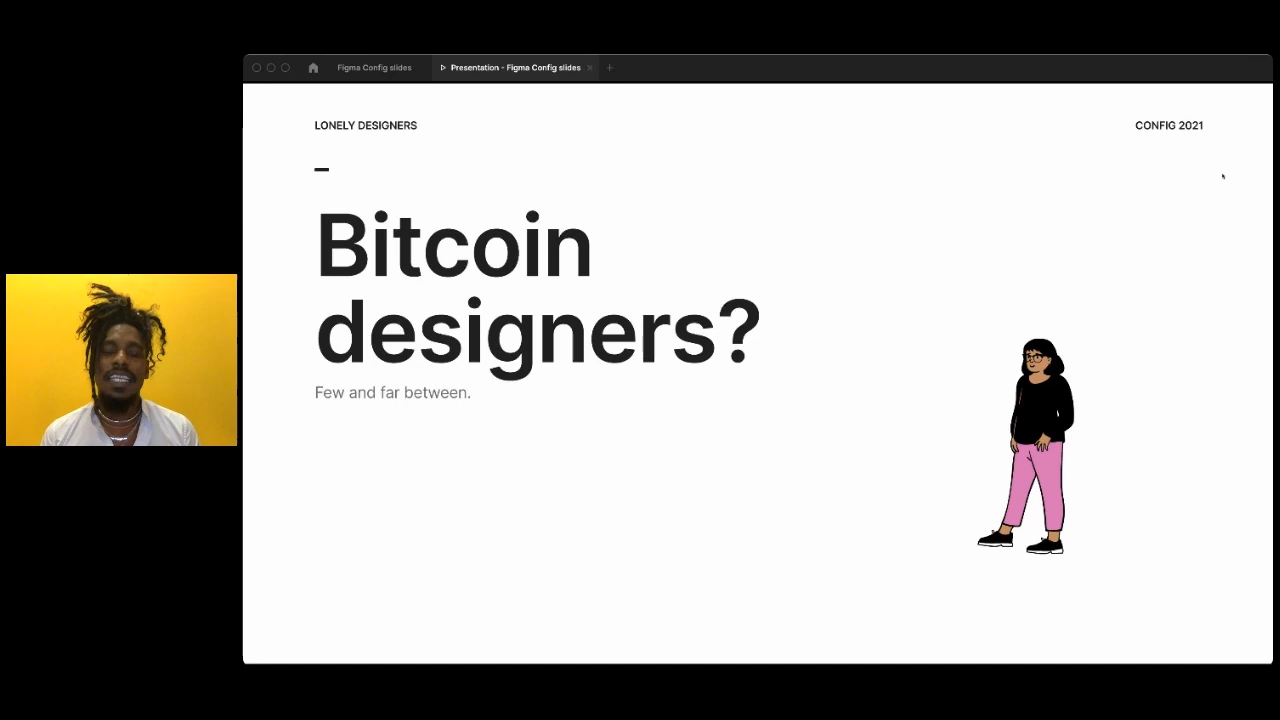 Figma Config slides
Presentation - Figma Config slides
LONELY DESIGNERS
CONFIG 2021
Bitcoin
designers?
Few and far between.